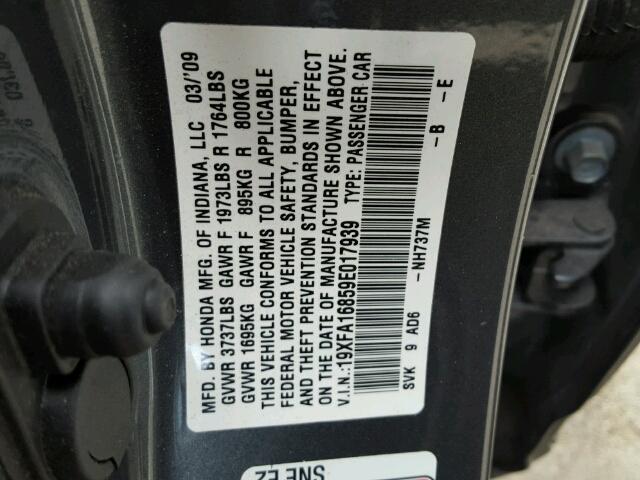 MFD. BY HONDA MFG. OF INDIANA, LLC 03/'09
GVWR 3737LBS GAWR F 1973LBS R 1764LBS
GVWR 1695KG GAWR F 895KG R 800KG
THIS VEHICLE CONFORMS TO ALL APPLICABLE
FEDERAL MOTOR VEHICLE SAFETY, BUMPER,
AND THEFT PREVENTION STANDARDS IN EFFECT
ON THE DATE OF MANUFACTURE SHOWN ABOVE.
V.I.N.:19XFA16859E017939 TYPE: PASSENGER CAR
-NH737M -B -E
SVK 9 AD6